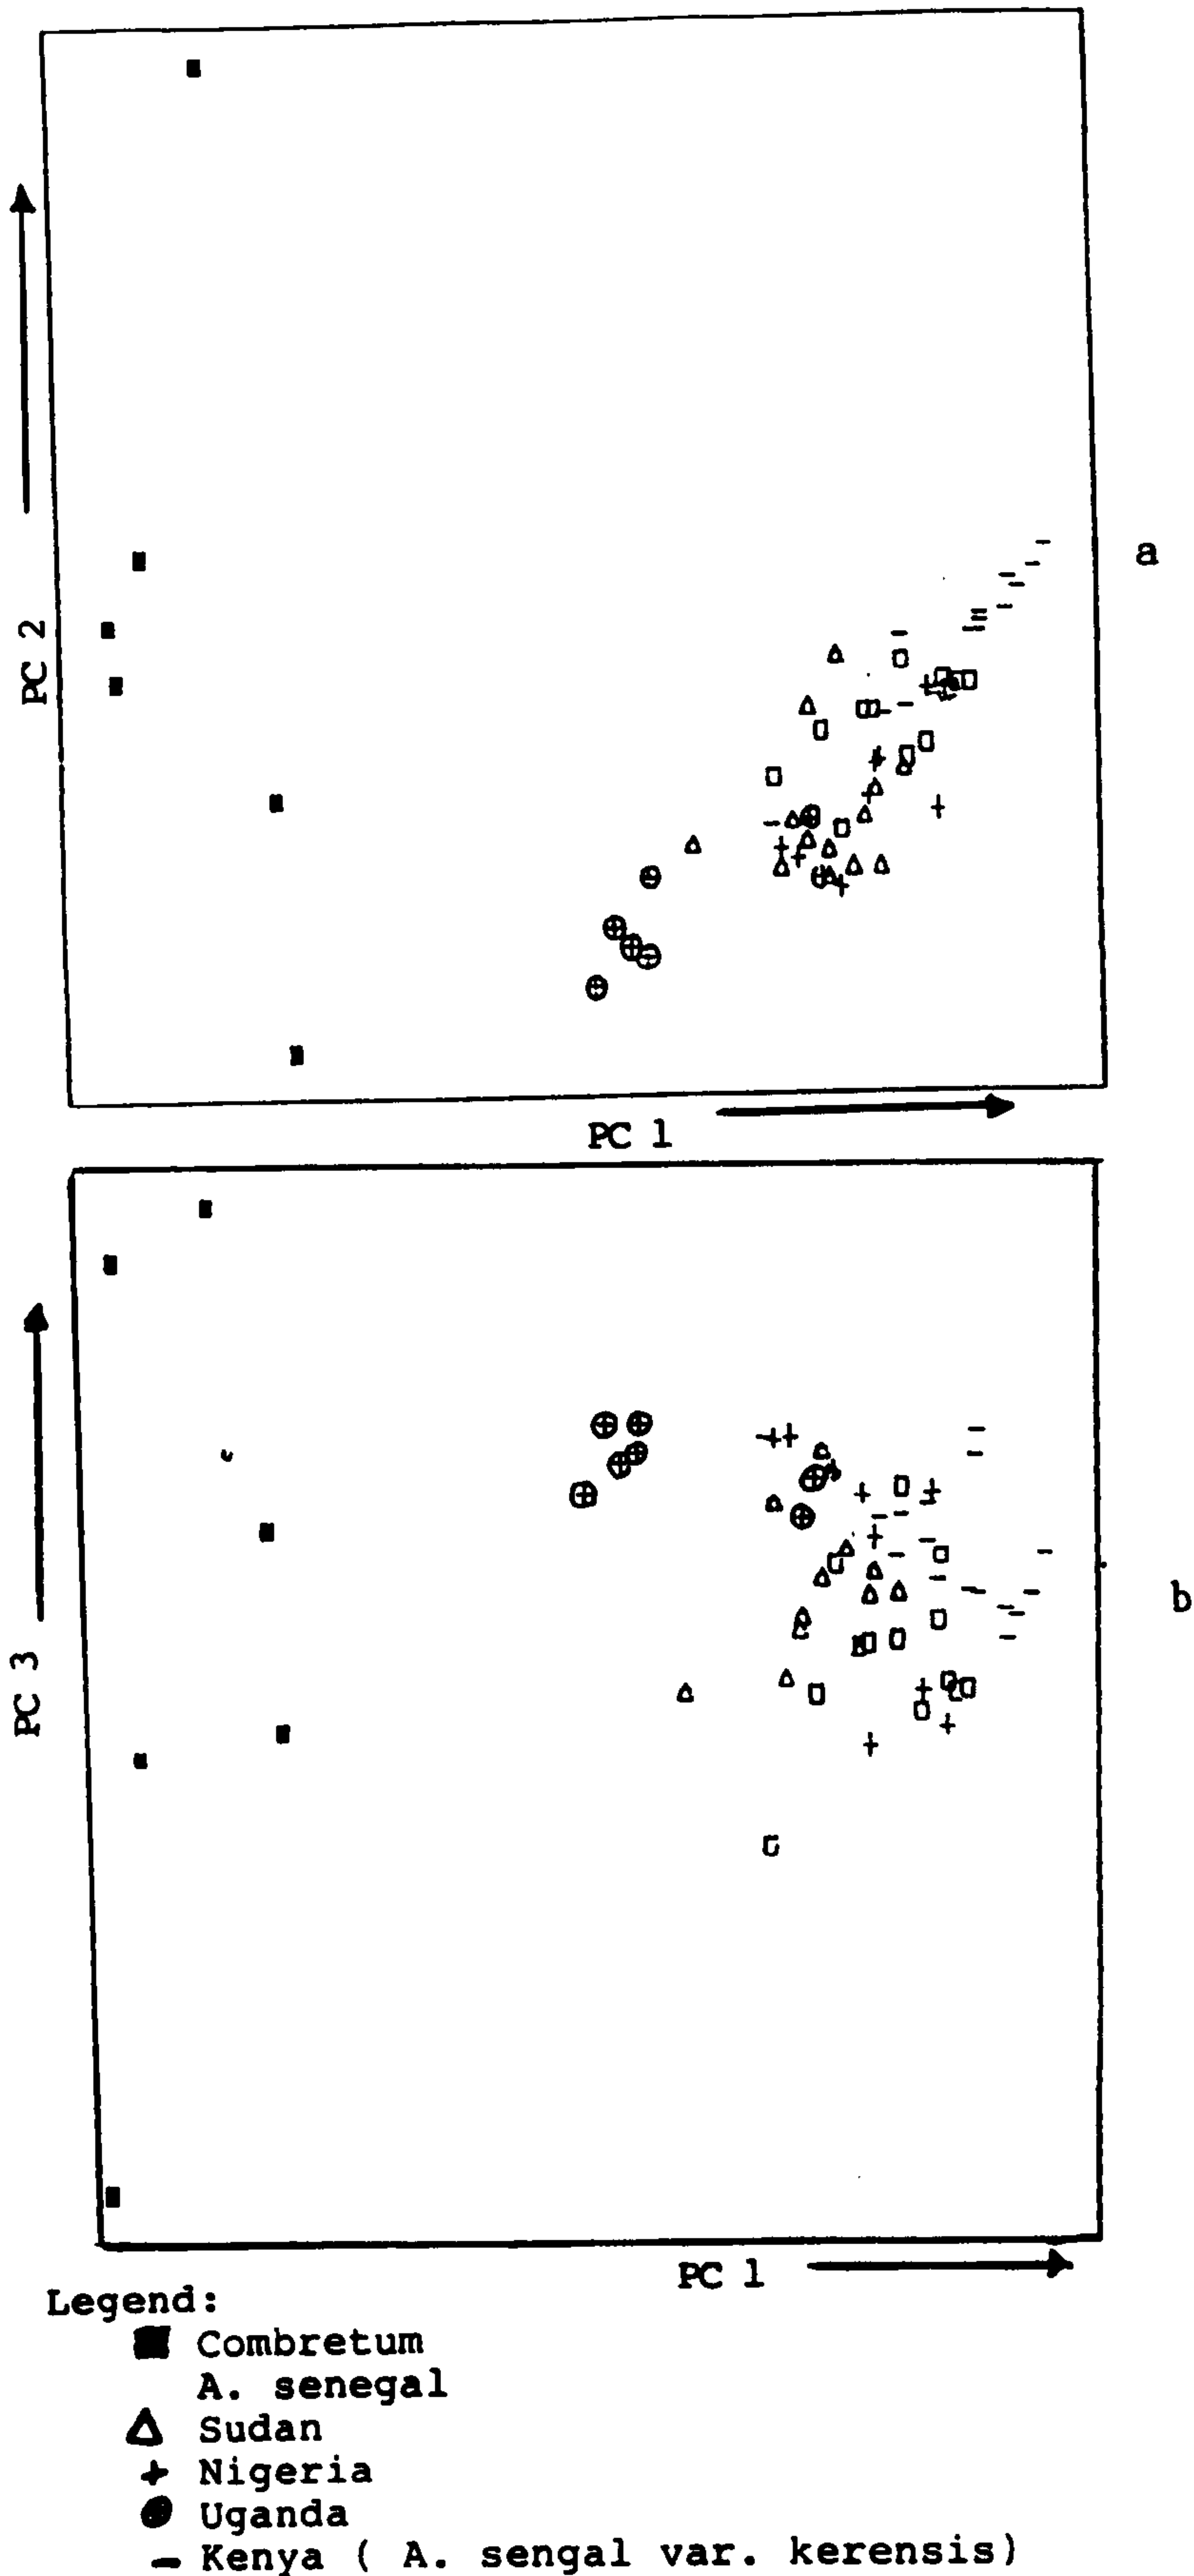 PC 2
a
PC 1
PC 3
b
PC 1
Legend:
Combretum
A. senegal
Sudan
Nigeria
Uganda
Kenya ( A. sengal var. kerensis)